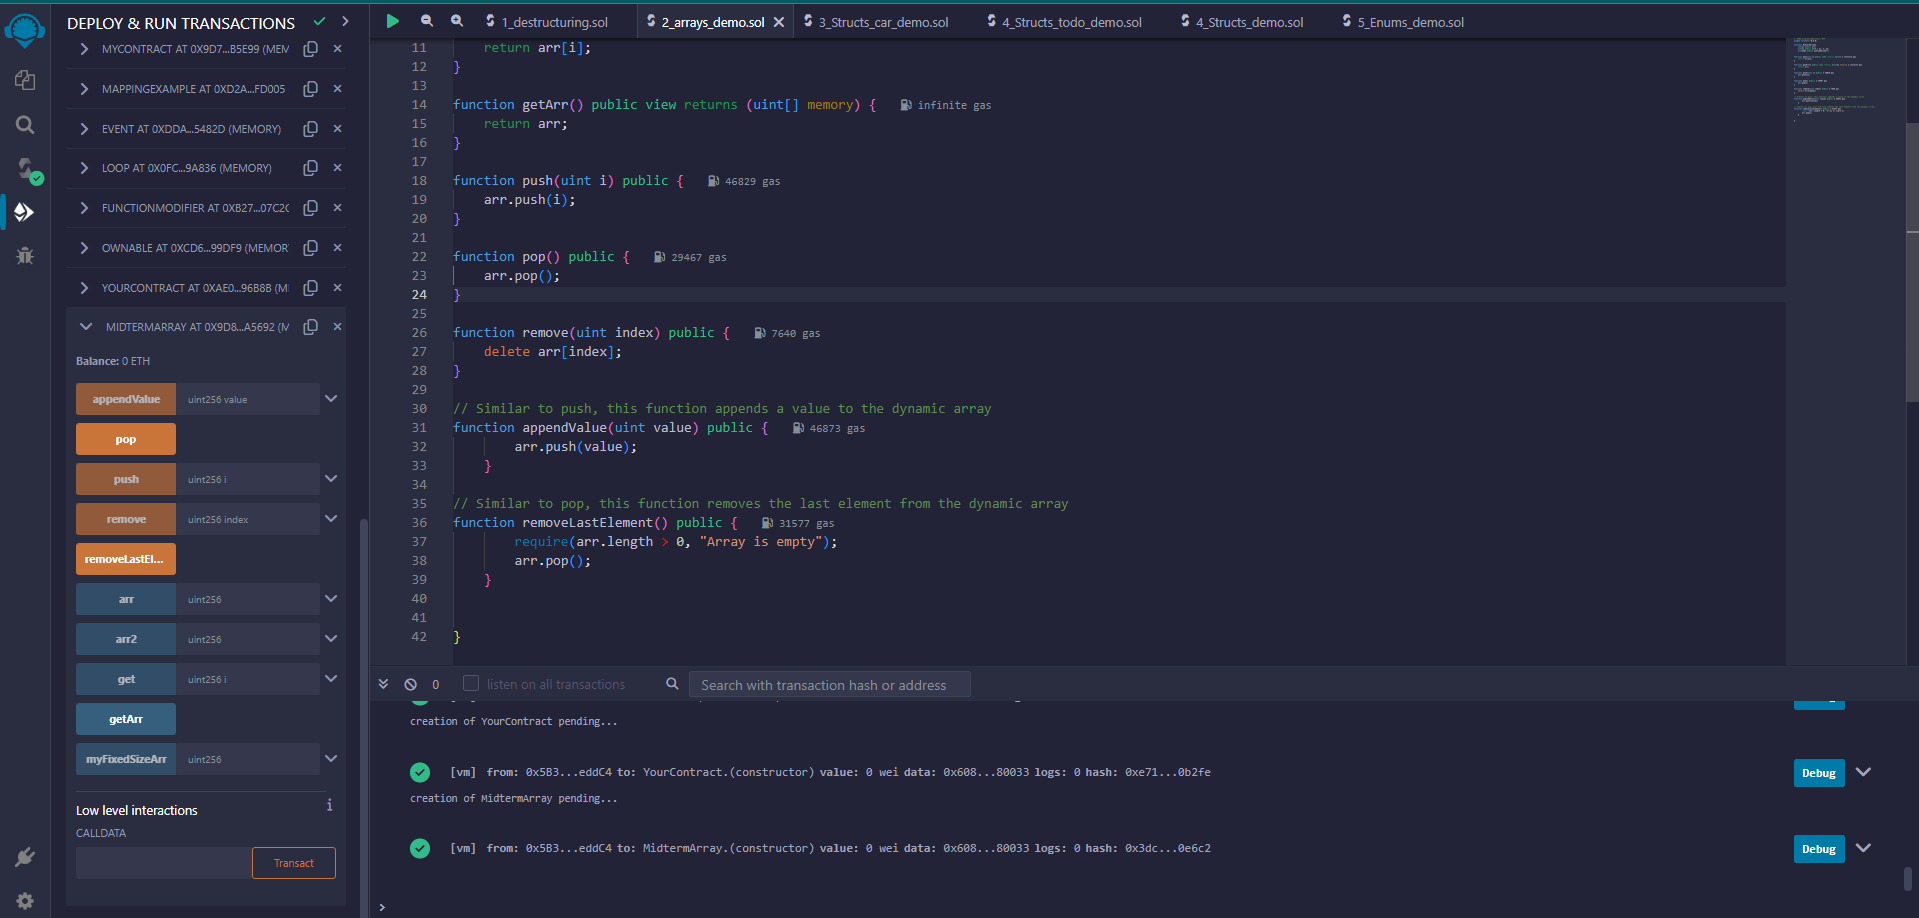 DEPLOY & RUN TRANSACTIONS
MYCONTRACT AT 0X9D7...B5E99 (MEM
MAPPINGEXAMPLE AT 0XD2A...FD005
EVENT AT 0XDDA...5482D (MEMORY)
LOOP AT 0X0FC...9A836 (MEMORY)
FUNCTIONMODIFIER AT 0XB27...07C2C
OWNABLE AT 0XCD6...99DF9 (MEMOR
YOURCONTRACT AT 0XAE0...96B8B (M
MIDTERMARRAY AT 0X9D8...A5692 (M
Balance: 0 ETH
appendValue uint256 value
pop
push uint256 i
remove uint256 index
removeLastEl...
arr uint256
arr2 uint256
get uint256 i
getArr
myFixedSizeArr uint256
Low level interactions
i
CALLDATA
Transact
1_destructuring.sol 2_arrays_demo.sol 3_Structs_car_demo.sol 4_Structs_todo_demo.sol 4_Structs_demo.sol 5_Enums_demo.sol
11 return arr[i];
12 }
13
14 function getArr() public view returns (uint[] memory) { infinite gas
15 return arr;
16 }
17
18 function push(uint i) public { 46829 gas
19 arr.push(i);
20 }
21
22 function pop() public { 29467 gas
23 arr.pop();
24 }
25
26 function remove(uint index) public { 7640 gas
27 delete arr[index];
28 }
29
30 // Similar to push, this function appends a value to the dynamic array
31 function appendValue(uint value) public { 46873 gas
32 arr.push(value);
33 }
34
35 // Similar to pop, this function removes the last element from the dynamic array
36 function removeLastElement() public { 31577 gas
37 require(arr.length > 0, "Array is empty");
38 arr.pop();
39 }
40
41
42 }
0 listen on all transactions Search with transaction hash or address
creation of YourContract pending...
[vm] from: 0x5B3...eddC4 to: YourContract.(constructor) value: 0 wei data: 0x608...80033 logs: 0 hash: 0xe71...0b2fe Debug
creation of MidtermArray pending...
[vm] from: 0x5B3...eddC4 to: MidtermArray.(constructor) value: 0 wei data: 0x608...80033 logs: 0 hash: 0x3dc...0e6c2 Debug
>